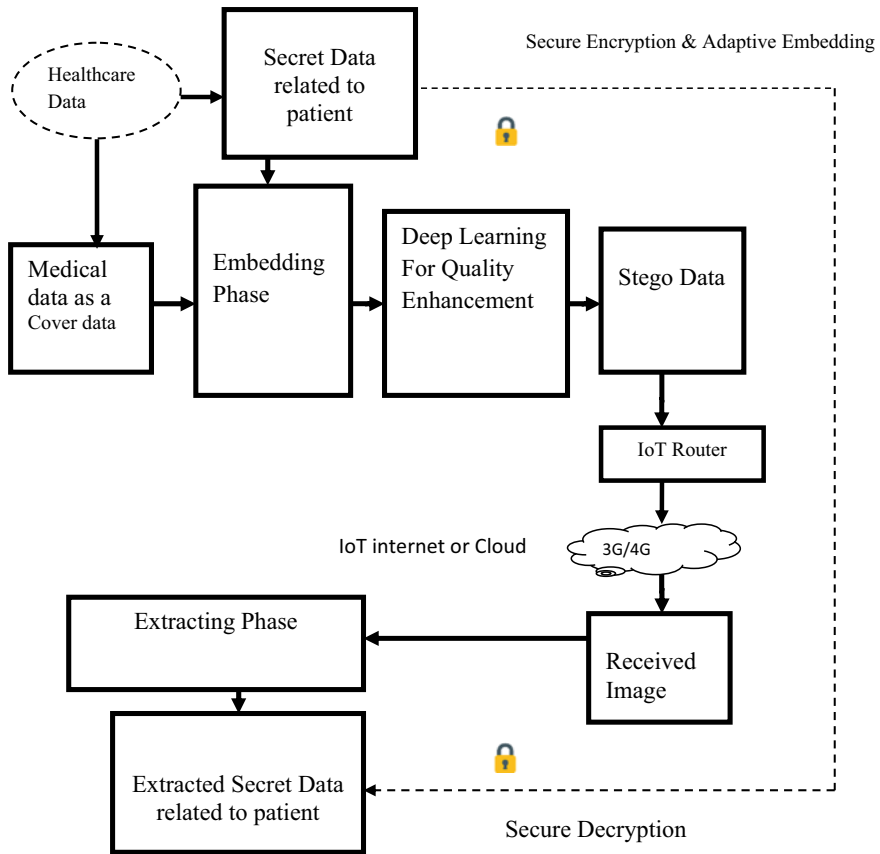 Healthcare
Data
Secret Data
related to
patient
Secure Encryption & Adaptive Embedding
Medical
data as a
Cover data
Embedding
Phase
Deep Learning
For Quality
Enhancement
Stego Data
IoT Router
IoT internet or Cloud
3G/4G
Extracting Phase
Received
Image
Extracted Secret Data
related to patient
Secure Decryption